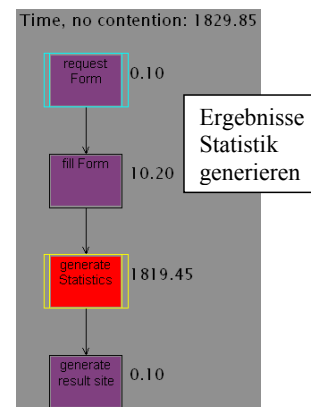 Time, no contention: 1829.85
request
Form
0.10
fill Form
10.20
Ergebnisse
Statistik
generieren
generate
Statistics
1819.45
generate
result site
0.10